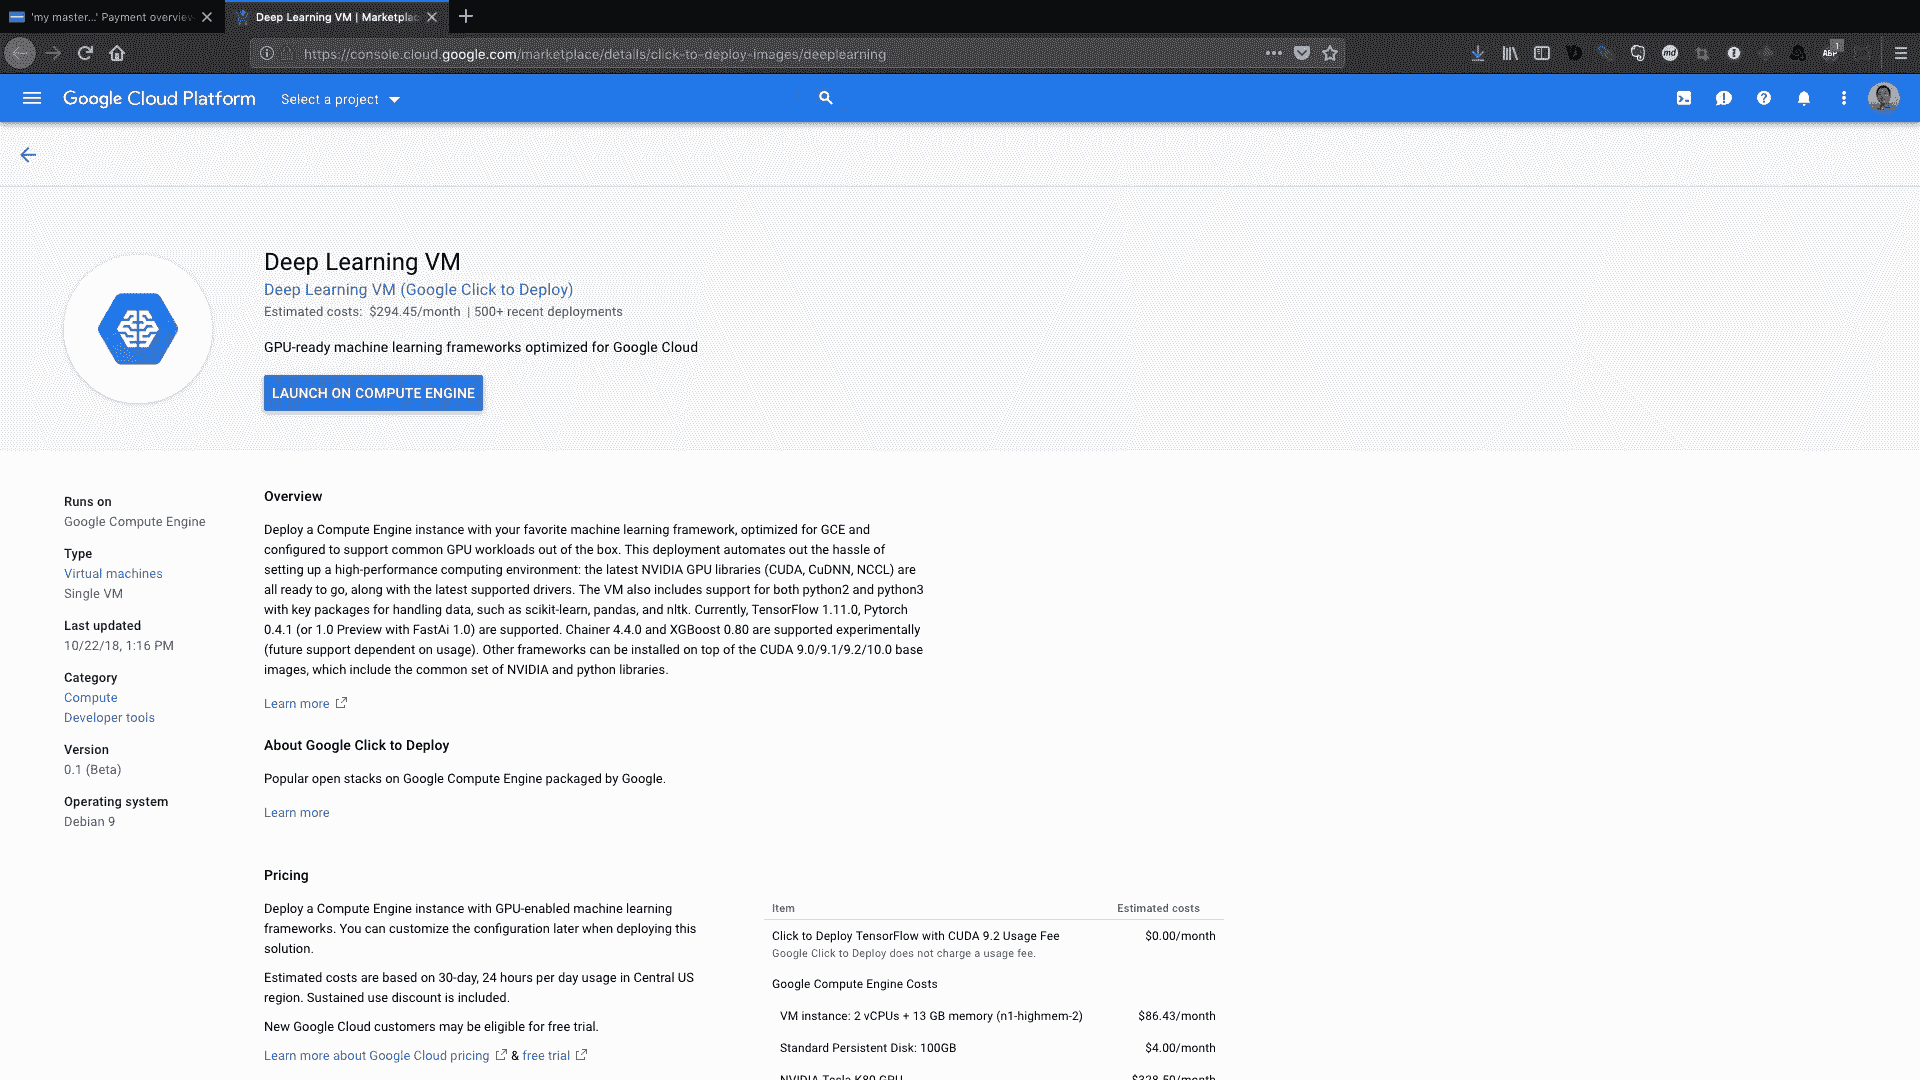 'my master...' Payment overview
Deep Learning VM | Marketplac
https://console.cloud.google.com/marketplace/details/click-to-deploy-images/deeplearning
Google Cloud Platform
Select a project
Deep Learning VM
Deep Learning VM (Google Click to Deploy)
Estimated costs: $294.45/month | 500+ recent deployments
GPU-ready machine learning frameworks optimized for Google Cloud
LAUNCH ON COMPUTE ENGINE
Runs on
Google Compute Engine
Type
Virtual machines
Single VM
Last updated
10/22/18, 1:16 PM
Category
Compute
Developer tools
Version
0.1 (Beta)
Operating system
Debian 9
Overview
Deploy a Compute Engine instance with your favorite machine learning framework, optimized for GCE and
configured to support common GPU workloads out of the box. This deployment automates out the hassle of
setting up a high-performance computing environment: the latest NVIDIA GPU libraries (CUDA, CuDNN, NCCL) are
all ready to go, along with the latest supported drivers. The VM also includes support for both python2 and python3
with key packages for handling data, such as scikit-learn, pandas, and nltk. Currently, TensorFlow 1.11.0, Pytorch
0.4.1 (or 1.0 Preview with FastAi 1.0) are supported. Chainer 4.4.0 and XGBoost 0.80 are supported experimentally
(future support dependent on usage). Other frameworks can be installed on top of the CUDA 9.0/9.1/9.2/10.0 base
images, which include the common set of NVIDIA and python libraries.
Learn more
About Google Click to Deploy
Popular open stacks on Google Compute Engine packaged by Google.
Learn more
Pricing
Deploy a Compute Engine instance with GPU-enabled machine learning
frameworks. You can customize the configuration later when deploying this
solution.
Estimated costs are based on 30-day, 24 hours per day usage in Central US
region. Sustained use discount is included.
New Google Cloud customers may be eligible for free trial.
Learn more about Google Cloud pricing & free trial
Item Estimated costs
Click to Deploy TensorFlow with CUDA 9.2 Usage Fee $0.00/month
Google Click to Deploy does not charge a usage fee.
Google Compute Engine Costs
VM instance: 2 vCPUs + 13 GB memory (n1-highmem-2) $86.43/month
Standard Persistent Disk: 100GB $4.00/month
NVIDIA Tesla K80 GPU $328.50/month